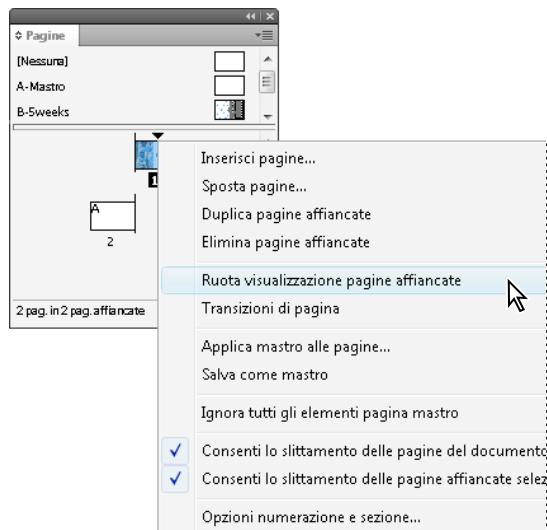 Pagine
[Nessuna]
A-Mastro
B-5weeks
1
A
2
2 pag. in 2 pag. affiancate
Inserisci pagine...
Sposta pagine...
Duplica pagine affiancate
Elimina pagine affiancate
Ruota visualizzazione pagine affiancate
Transizioni di pagina
Applica mastro alle pagine...
Salva come mastro
Ignora tutti gli elementi pagina mastro
Consenti lo slittamento delle pagine del documento
Consenti lo slittamento delle pagine affiancate selez
Opzioni numerazione e sezione...